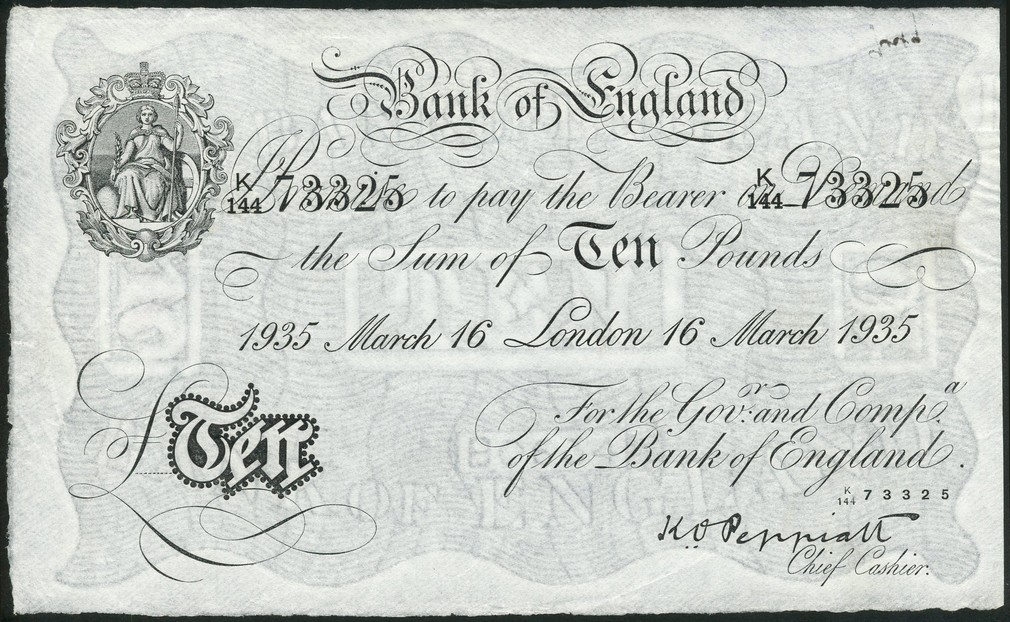 Bank of England
K/144 73325 to pay the Bearer on Demand K/144 73325
the Sum of Ten Pounds
1935 March 16 London 16 March 1935
For the Govr. and Compa.
of the Bank of England.
£Ten
K/144 73325
K O Peppiatt
Chief Cashier.